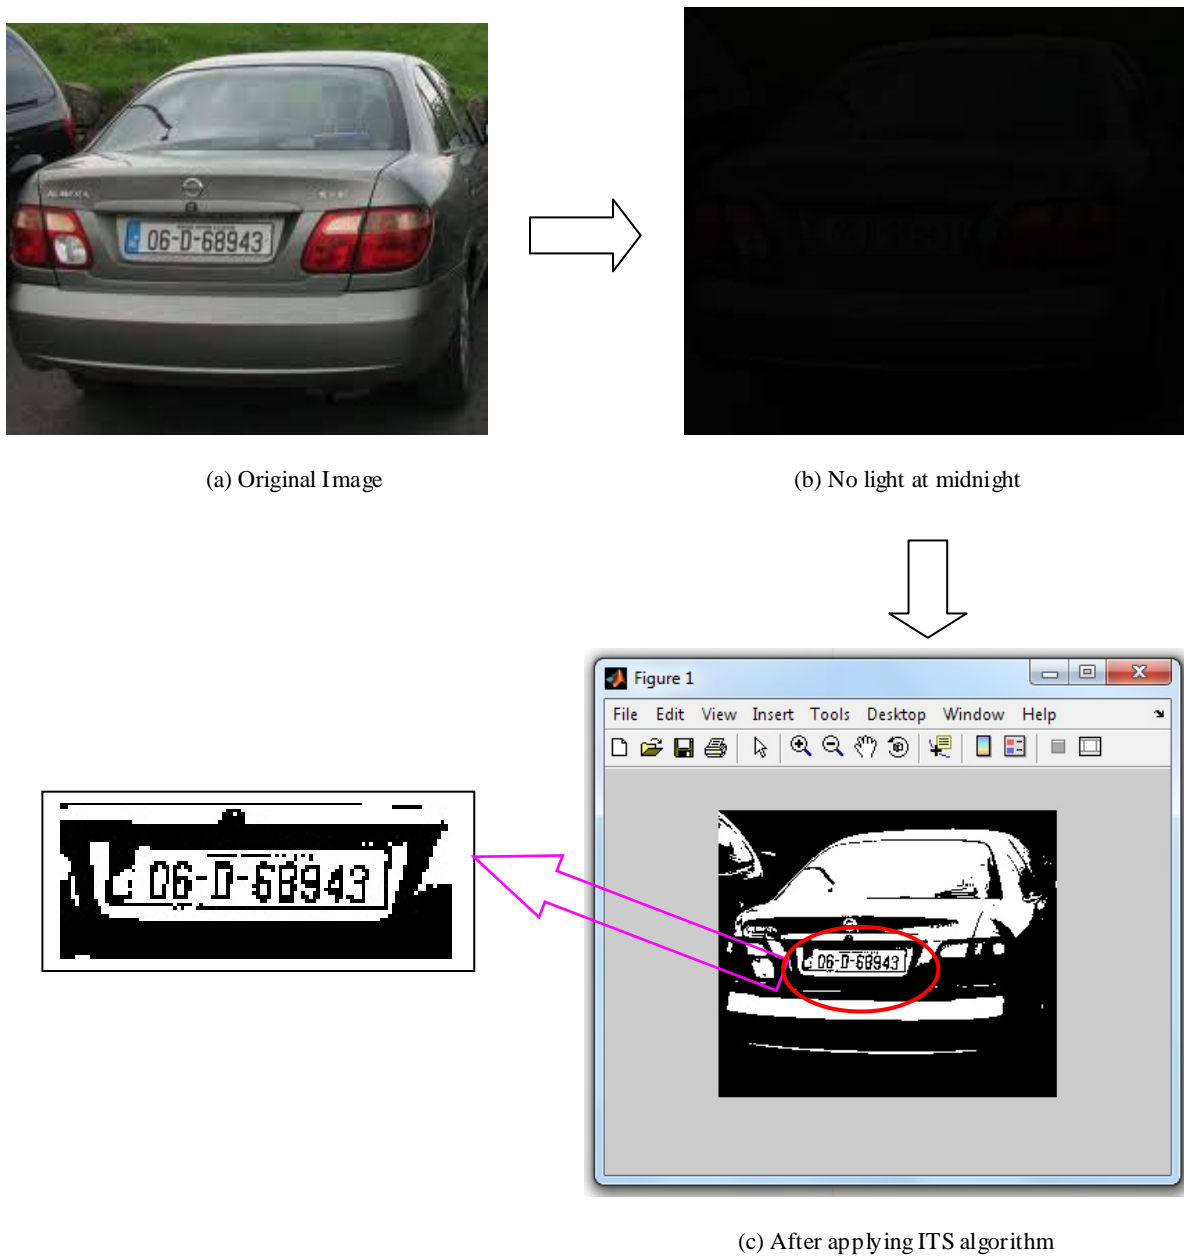 ALMERA
06-D-68943
(a) Original Image
(b) No light at midnight
Figure 1
File Edit View Insert Tools Desktop Window Help
06-D-68943
06-D-68943
(c) After applying ITS algorithm